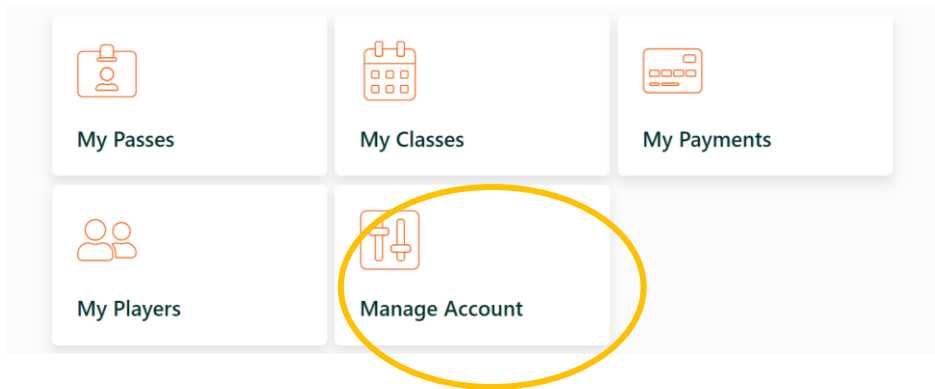 My Passes
My Classes
My Payments
My Players
Manage Account